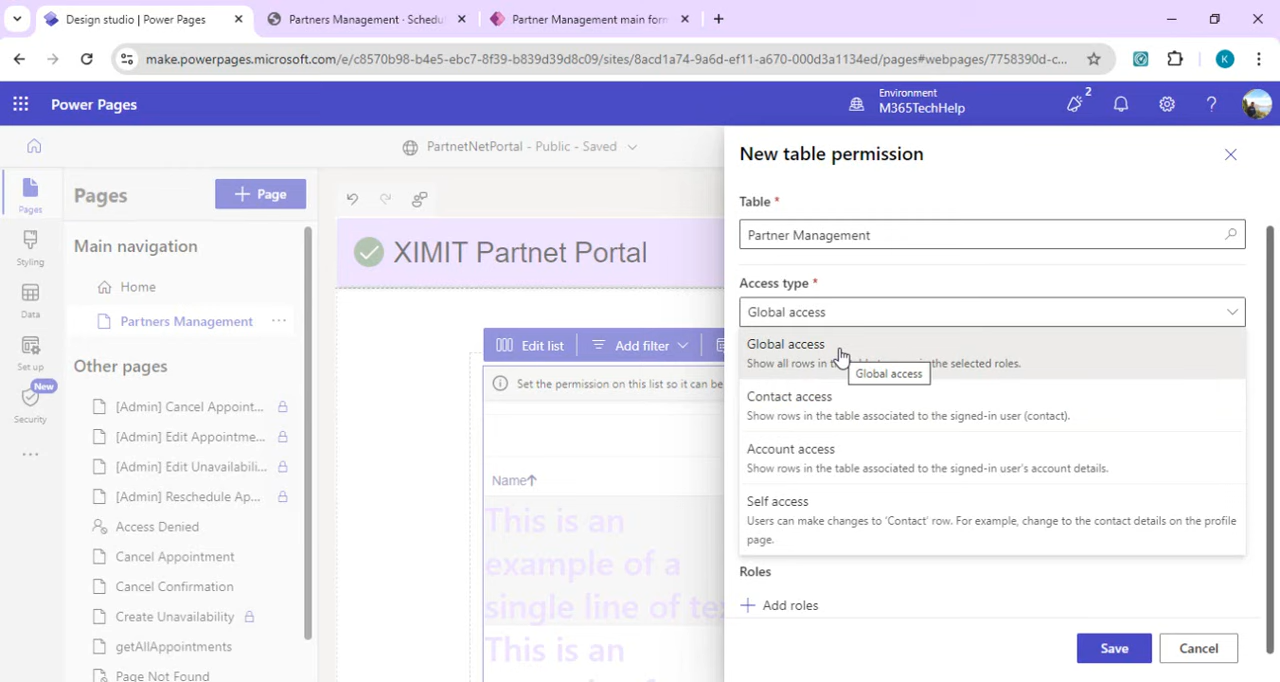 Design studio | Power Pages
Partners Management · Schedu
Partner Management main form
make.powerpages.microsoft.com/e/c8570b98-b4e5-ebc7-8f39-b839d39d8c09/sites/8acd1a74-9a6d-ef11-a670-000d3a1134ed/pages#webpages/7758390d-c...
K
Power Pages
Environment
M365TechHelp
2
PartnetNetPortal - Public - Saved
Pages
Styling
Data
Set up
New
Security
Pages
+ Page
Main navigation
Home
Partners Management
Other pages
[Admin] Cancel Appoint...
[Admin] Edit Appointme...
[Admin] Edit Unavailabili...
[Admin] Reschedule Ap...
Access Denied
Cancel Appointment
Cancel Confirmation
Create Unavailability
getAllAppointments
Page Not Found
XIMIT Partnet Portal
Edit list
Add filter
Set the permission on this list so it can be
Name↑
This is an
example of a
single line of te
This is an
New table permission
Table *
Partner Management
Access type *
Global access
Global access
Show all rows in the selected roles.
Global access
Contact access
Show rows in the table associated to the signed-in user (contact).
Account access
Show rows in the table associated to the signed-in user's account details.
Self access
Users can make changes to 'Contact' row. For example, change to the contact details on the profile
page.
Roles
+ Add roles
Save
Cancel